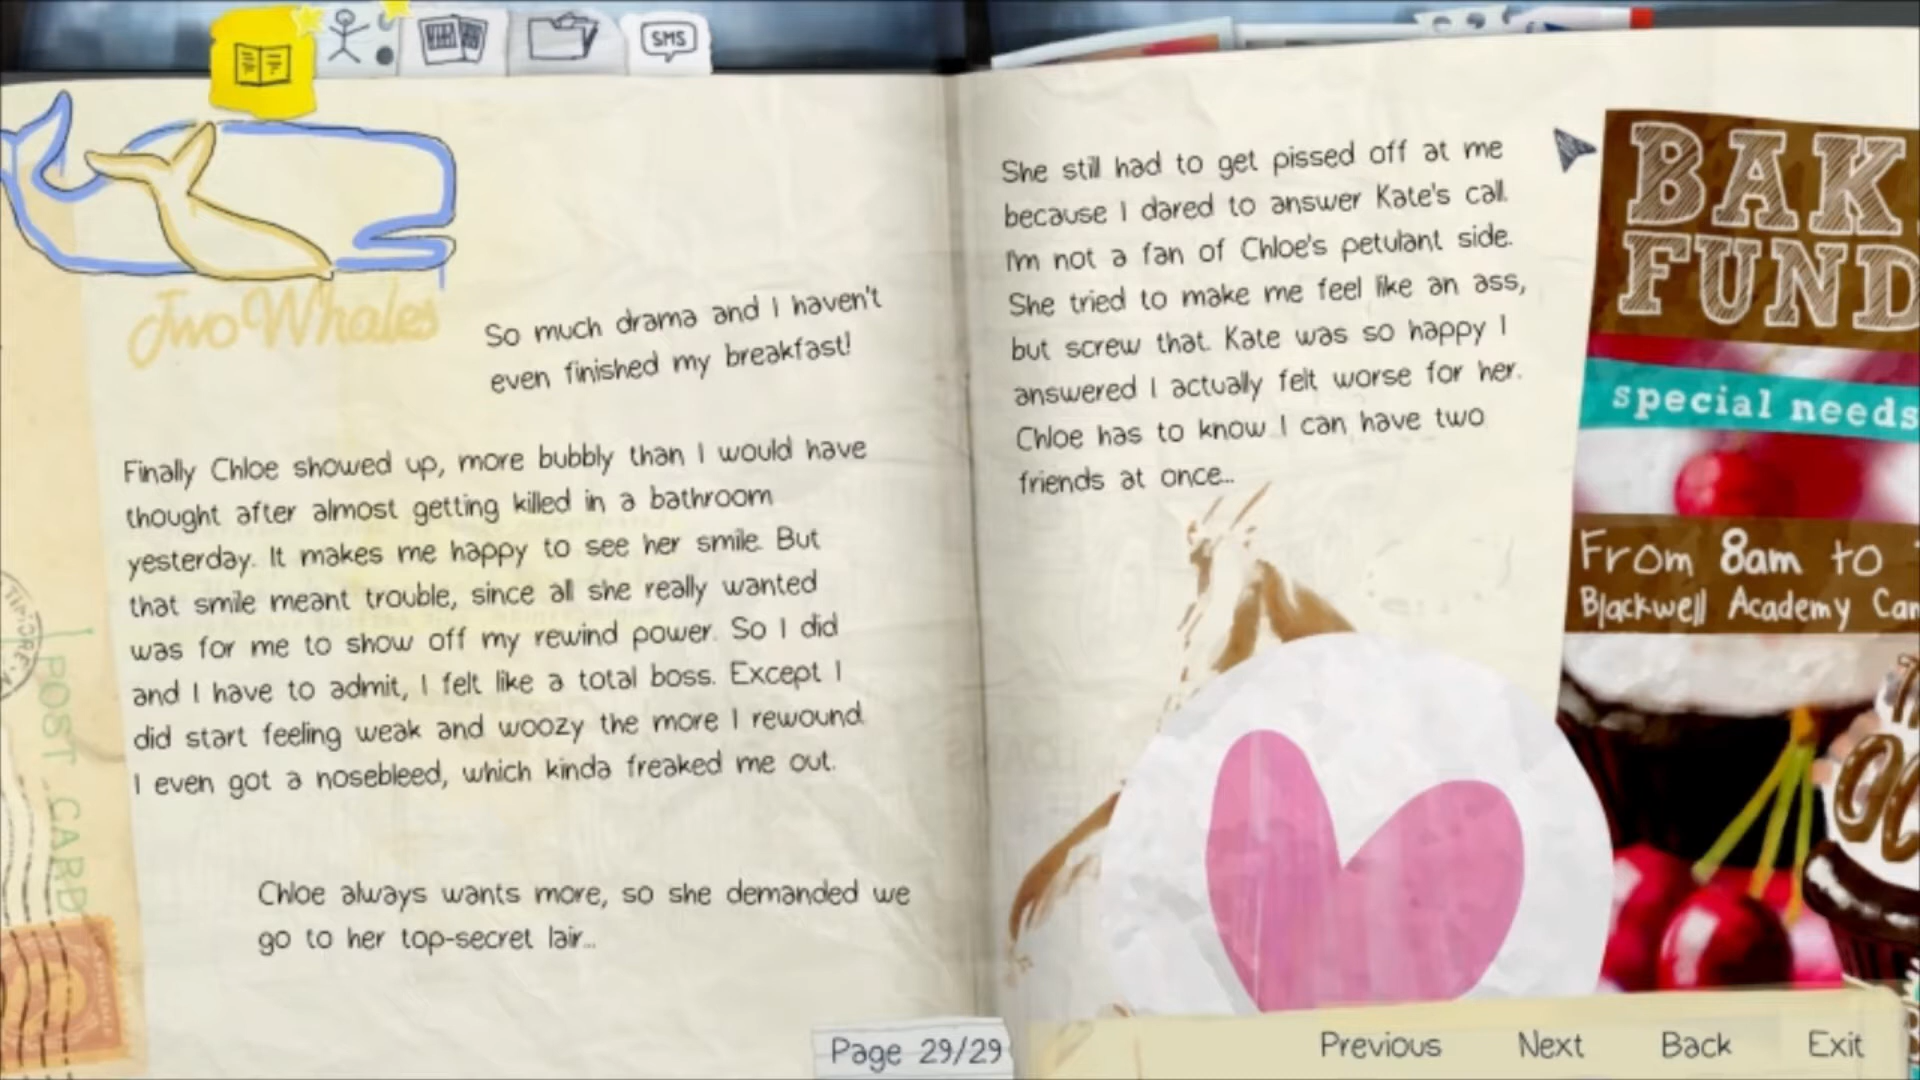 SMS
Two Whales
So much drama and I haven't
even finished my breakfast!
Finally Chloe showed up, more bubbly than I would have
thought after almost getting killed in a bathroom
yesterday. It makes me happy to see her smile. But
that smile meant trouble, since all she really wanted
was for me to show off my rewind power. So I did
and I have to admit, I felt like a total boss. Except I
did start feeling weak and woozy the more I rewound.
I even got a nosebleed, which kinda freaked me out.
Chloe always wants more, so she demanded we
go to her top-secret lair...
POST CARD
She still had to get pissed off at me
because I dared to answer Kate's call.
I'm not a fan of Chloe's petulant side.
She tried to make me feel like an ass,
but screw that. Kate was so happy I
answered I actually felt worse for her.
Chloe has to know I can have two
friends at once...
BAK
FUND
special needs
From 8am to
Blackwell Academy Cam
Page 29/29
Previous
Next
Back
Exit